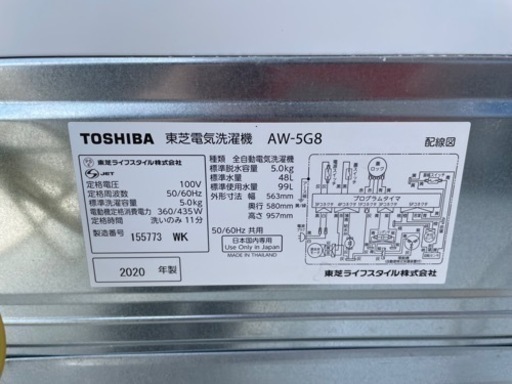 TOSHIBA 東芝電気洗濯機 AW-5G8 配線図
東芝ライフスタイル株式会社
JET
定格電圧 100V
定格周波数 50/60Hz
標準洗濯容量 5.0kg
電動機定格消費電力 360/435W
定格時間 洗いのみ 11分
製造番号 155773 WK
2020 年製
種類 全自動電気洗濯機
標準脱水容量 5.0kg
標準水量 48L
標準使用水量 99L
外形寸法 幅 563mm
奥行 580mm
高さ 957mm
50/60Hz 共用
日本国内専用
Use Only in Japan
MADE IN THAILAND
ロック
プログラムタイマ
東芝ライフスタイル株式会社